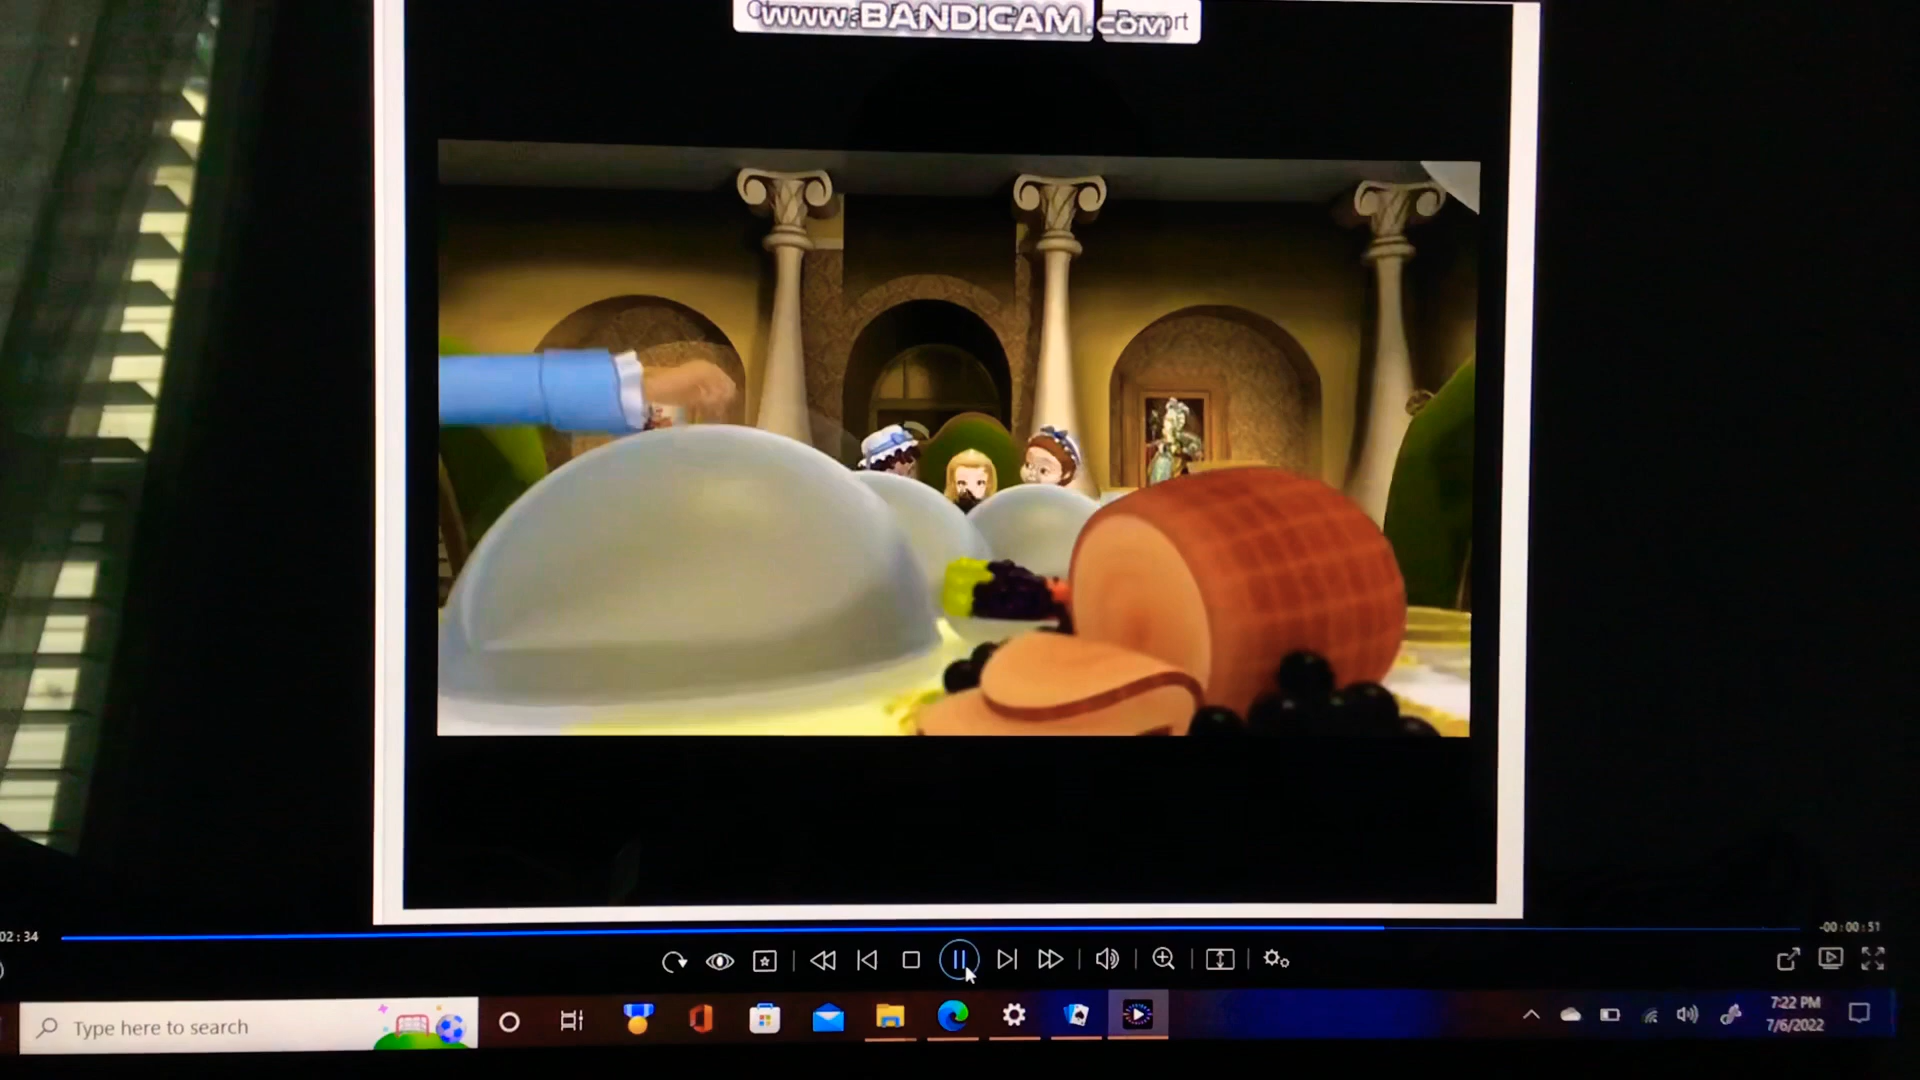 www.BANDICAM.com
02:34
-00:00:51
Type here to search
7:22 PM
7/6/2022